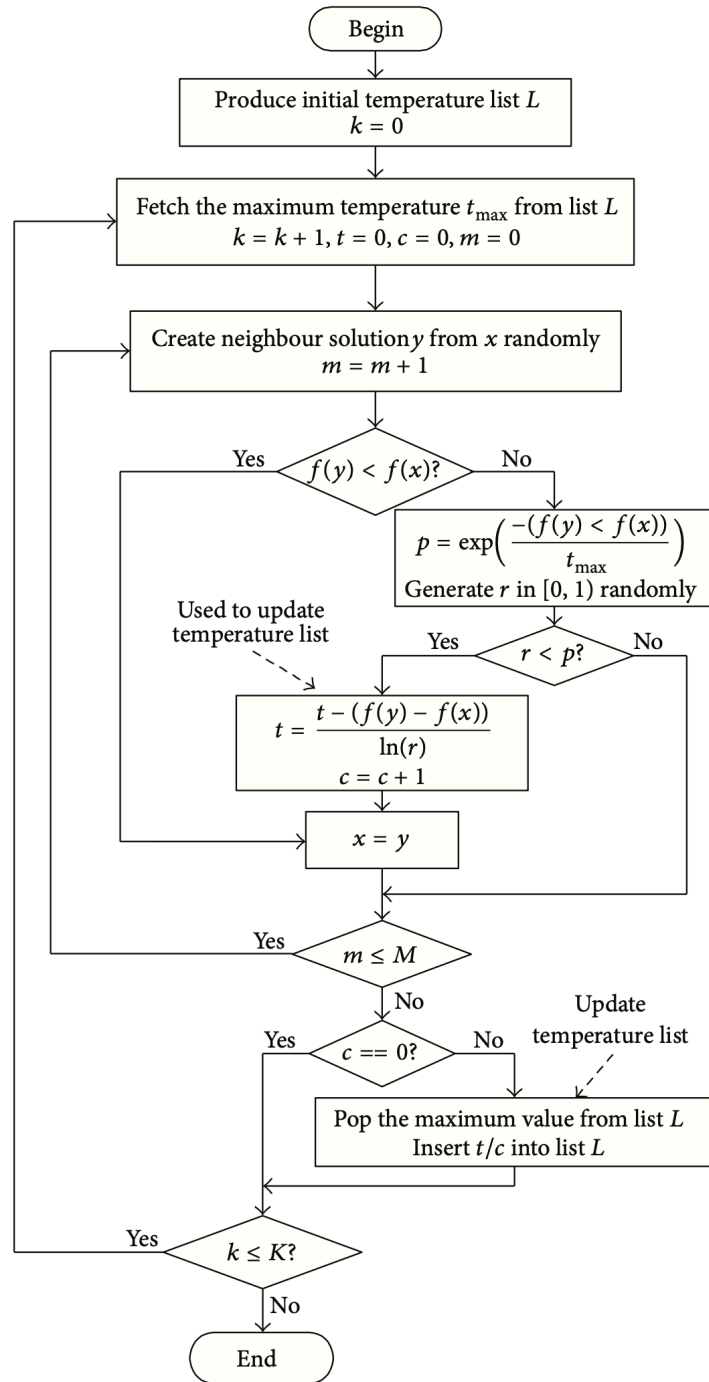 Begin
Produce initial temperature list L
k = 0
Fetch the maximum temperature t_max from list L
k = k + 1, t = 0, c = 0, m = 0
Create neighbour solution y from x randomly
m = m + 1
Yes
f(y) < f(x)?
No
p = exp(−(f(y) < f(x)) / t_max)
Generate r in [0, 1) randomly
Used to update
temperature list
Yes
r < p?
No
t = t − (f(y) − f(x)) / ln(r)
c = c + 1
x = y
Yes
m ≤ M
No
Yes
c == 0?
No
Update
temperature list
Pop the maximum value from list L
Insert t/c into list L
Yes
k ≤ K?
No
End